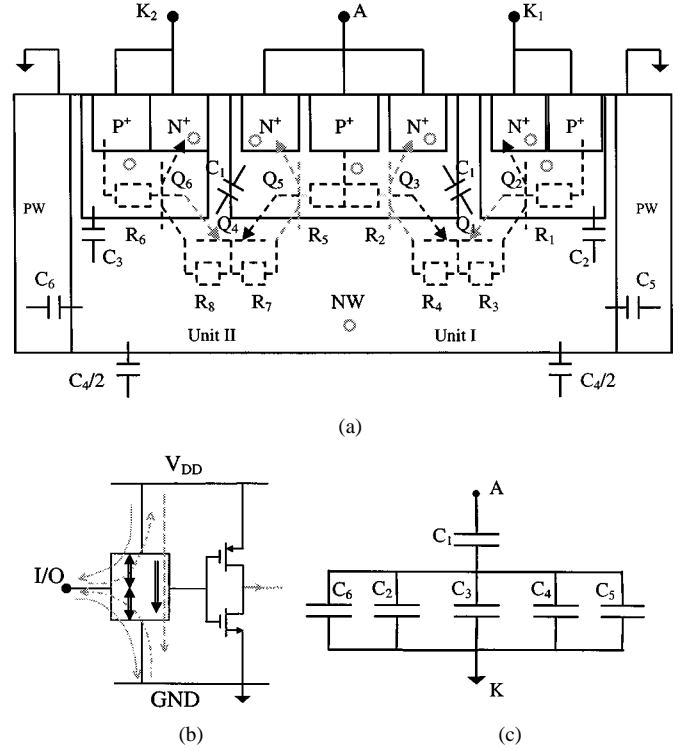 K₂ A K₁
P⁺ N⁺ N⁺ P⁺ N⁺ N⁺ P⁺
PW Q₆ C₁ Q₅ Q₃ C₁ Q₂ PW
Q₄ Q₁
R₆ R₅ R₂ R₁
C₃ C₂
C₆ R₈ R₇ NW R₄ R₃ C₅
Unit II Unit I
C₄/2 C₄/2
(a)
V_DD
I/O
GND
(b)
A
C₁
C₆ C₂ C₃ C₄ C₅
K
(c)